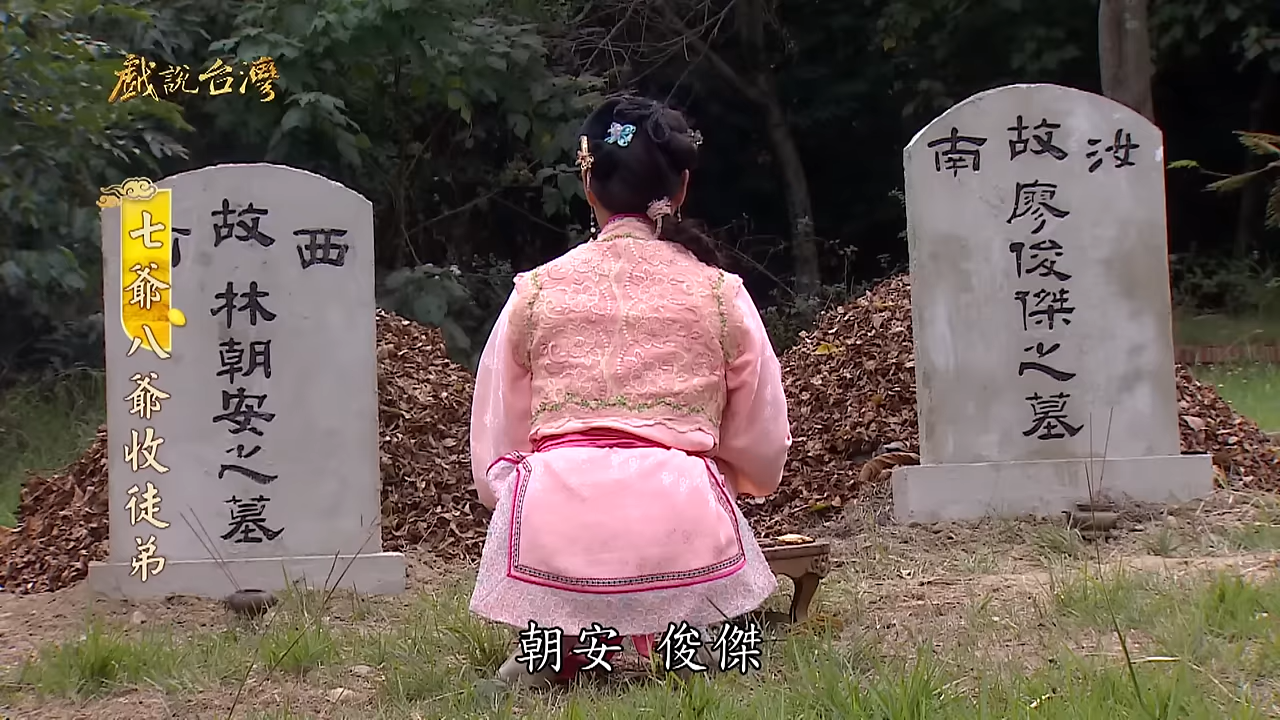 戲說台灣
七爺八爺收徒弟
西
故林朝安之墓
汝南
故廖俊傑之墓
朝安 俊傑